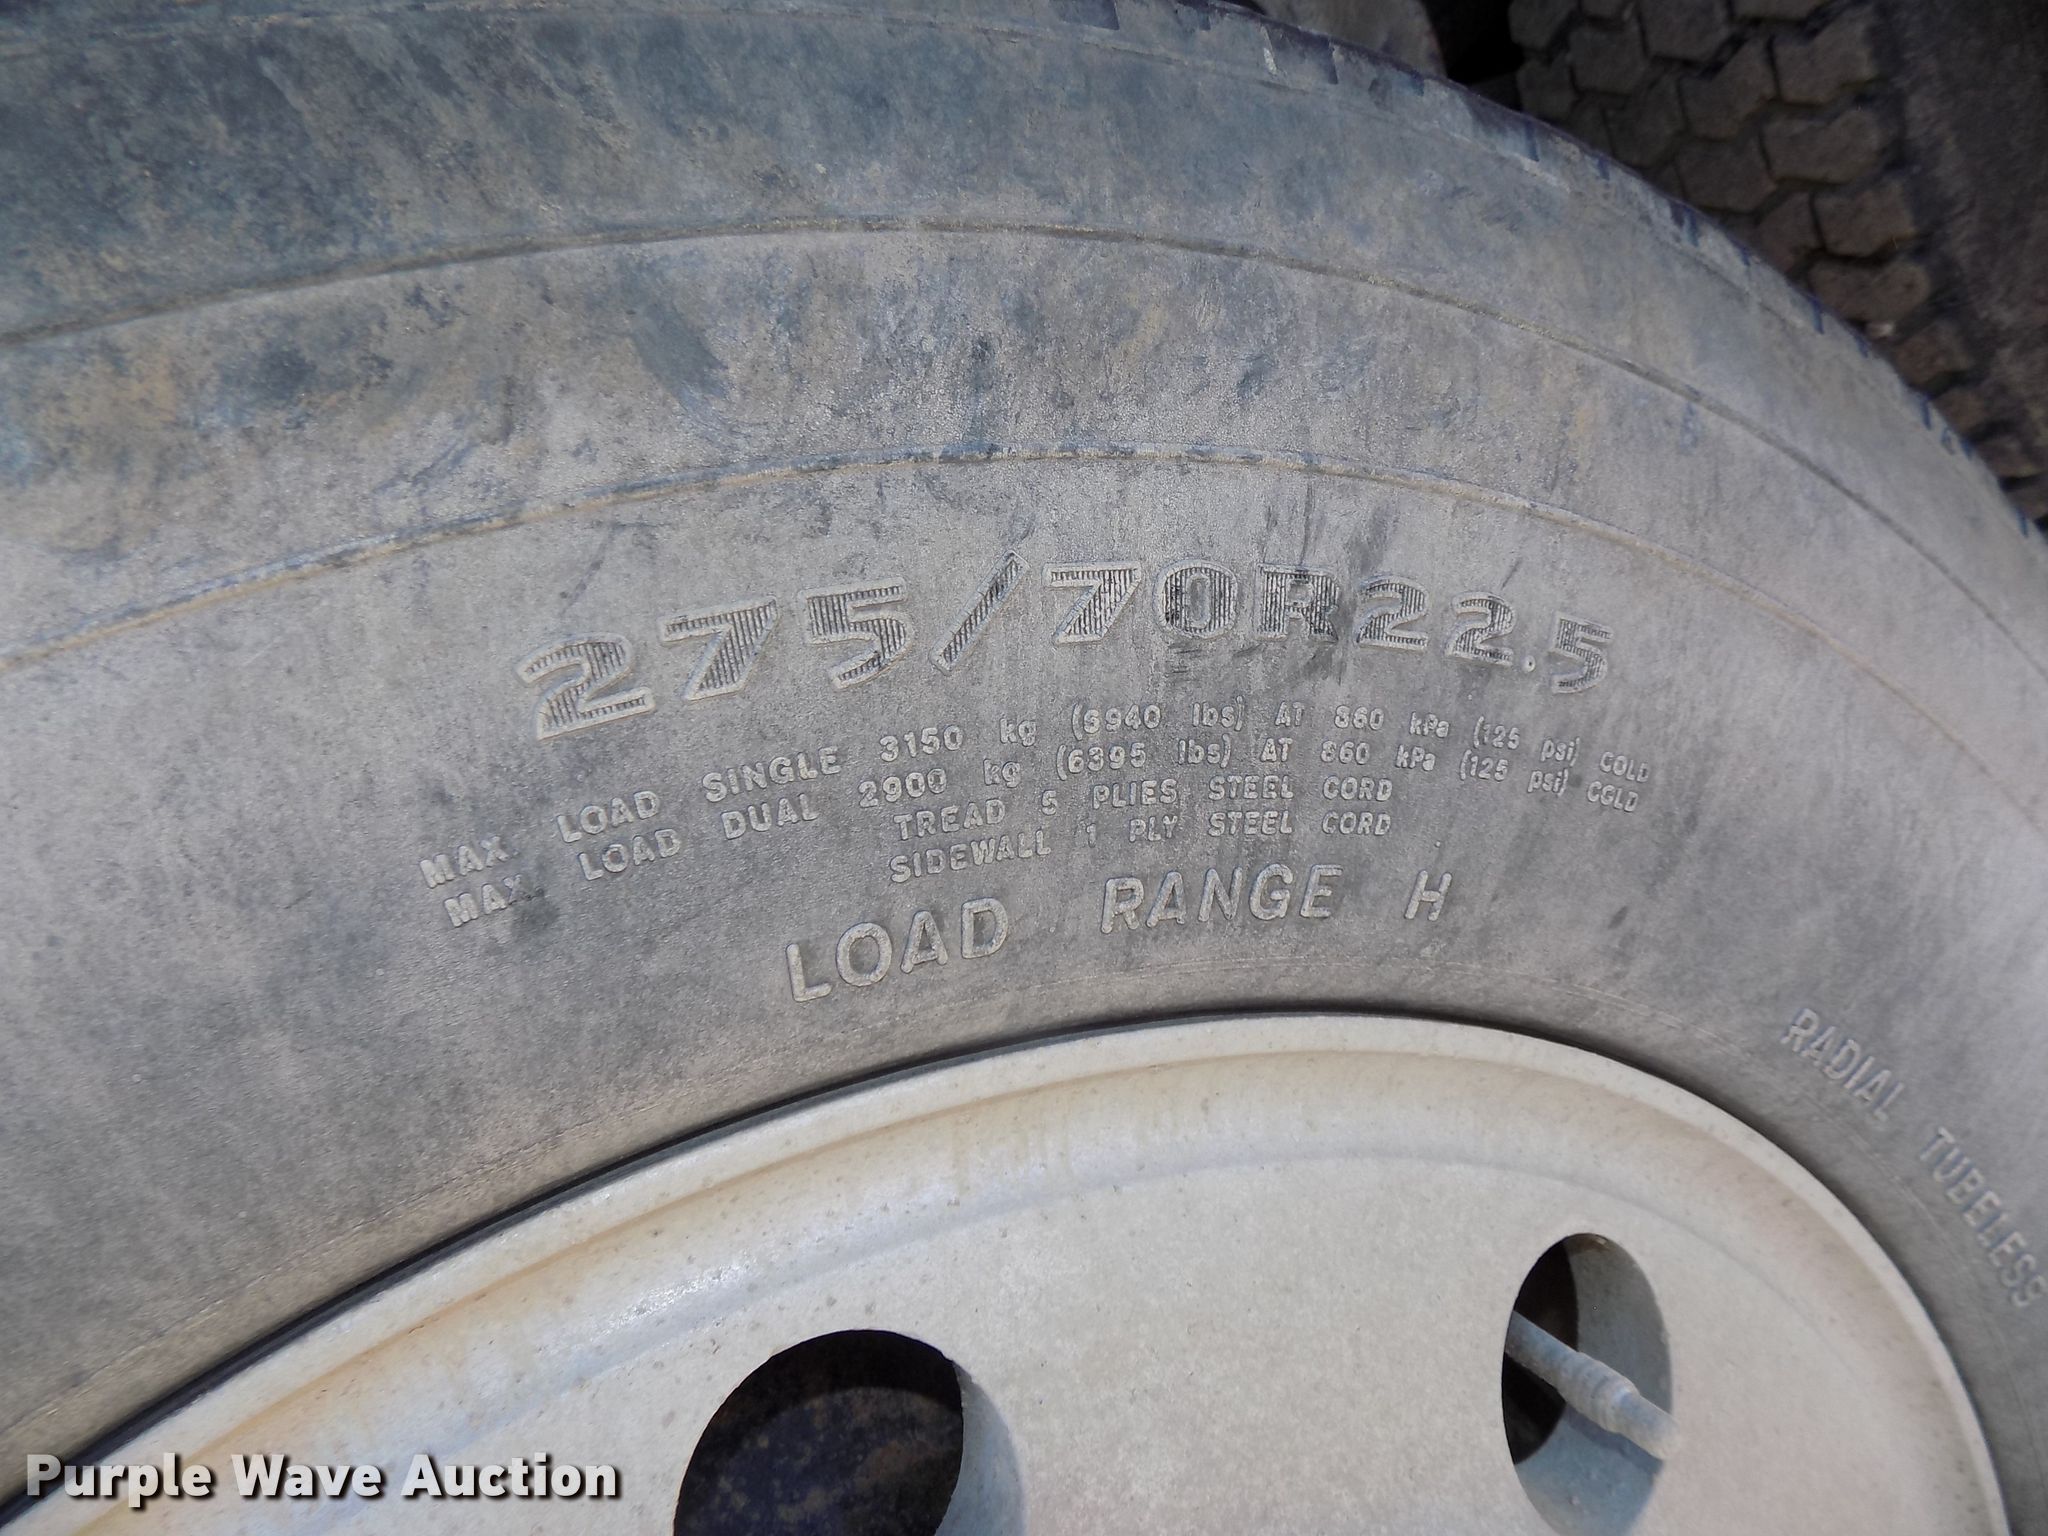 275/70R22.5
MAX LOAD SINGLE 3150 kg (6940 lbs) AT 860 kPa (125 psi) COLD
MAX. LOAD DUAL 2900 kg (6395 lbs) AT 860 kPa (125 psi) COLD
TREAD 5 PLIES STEEL CORD
SIDEWALL 1 PLY STEEL CORD
LOAD RANGE H
RADIAL TUBELESS
Purple Wave Auction